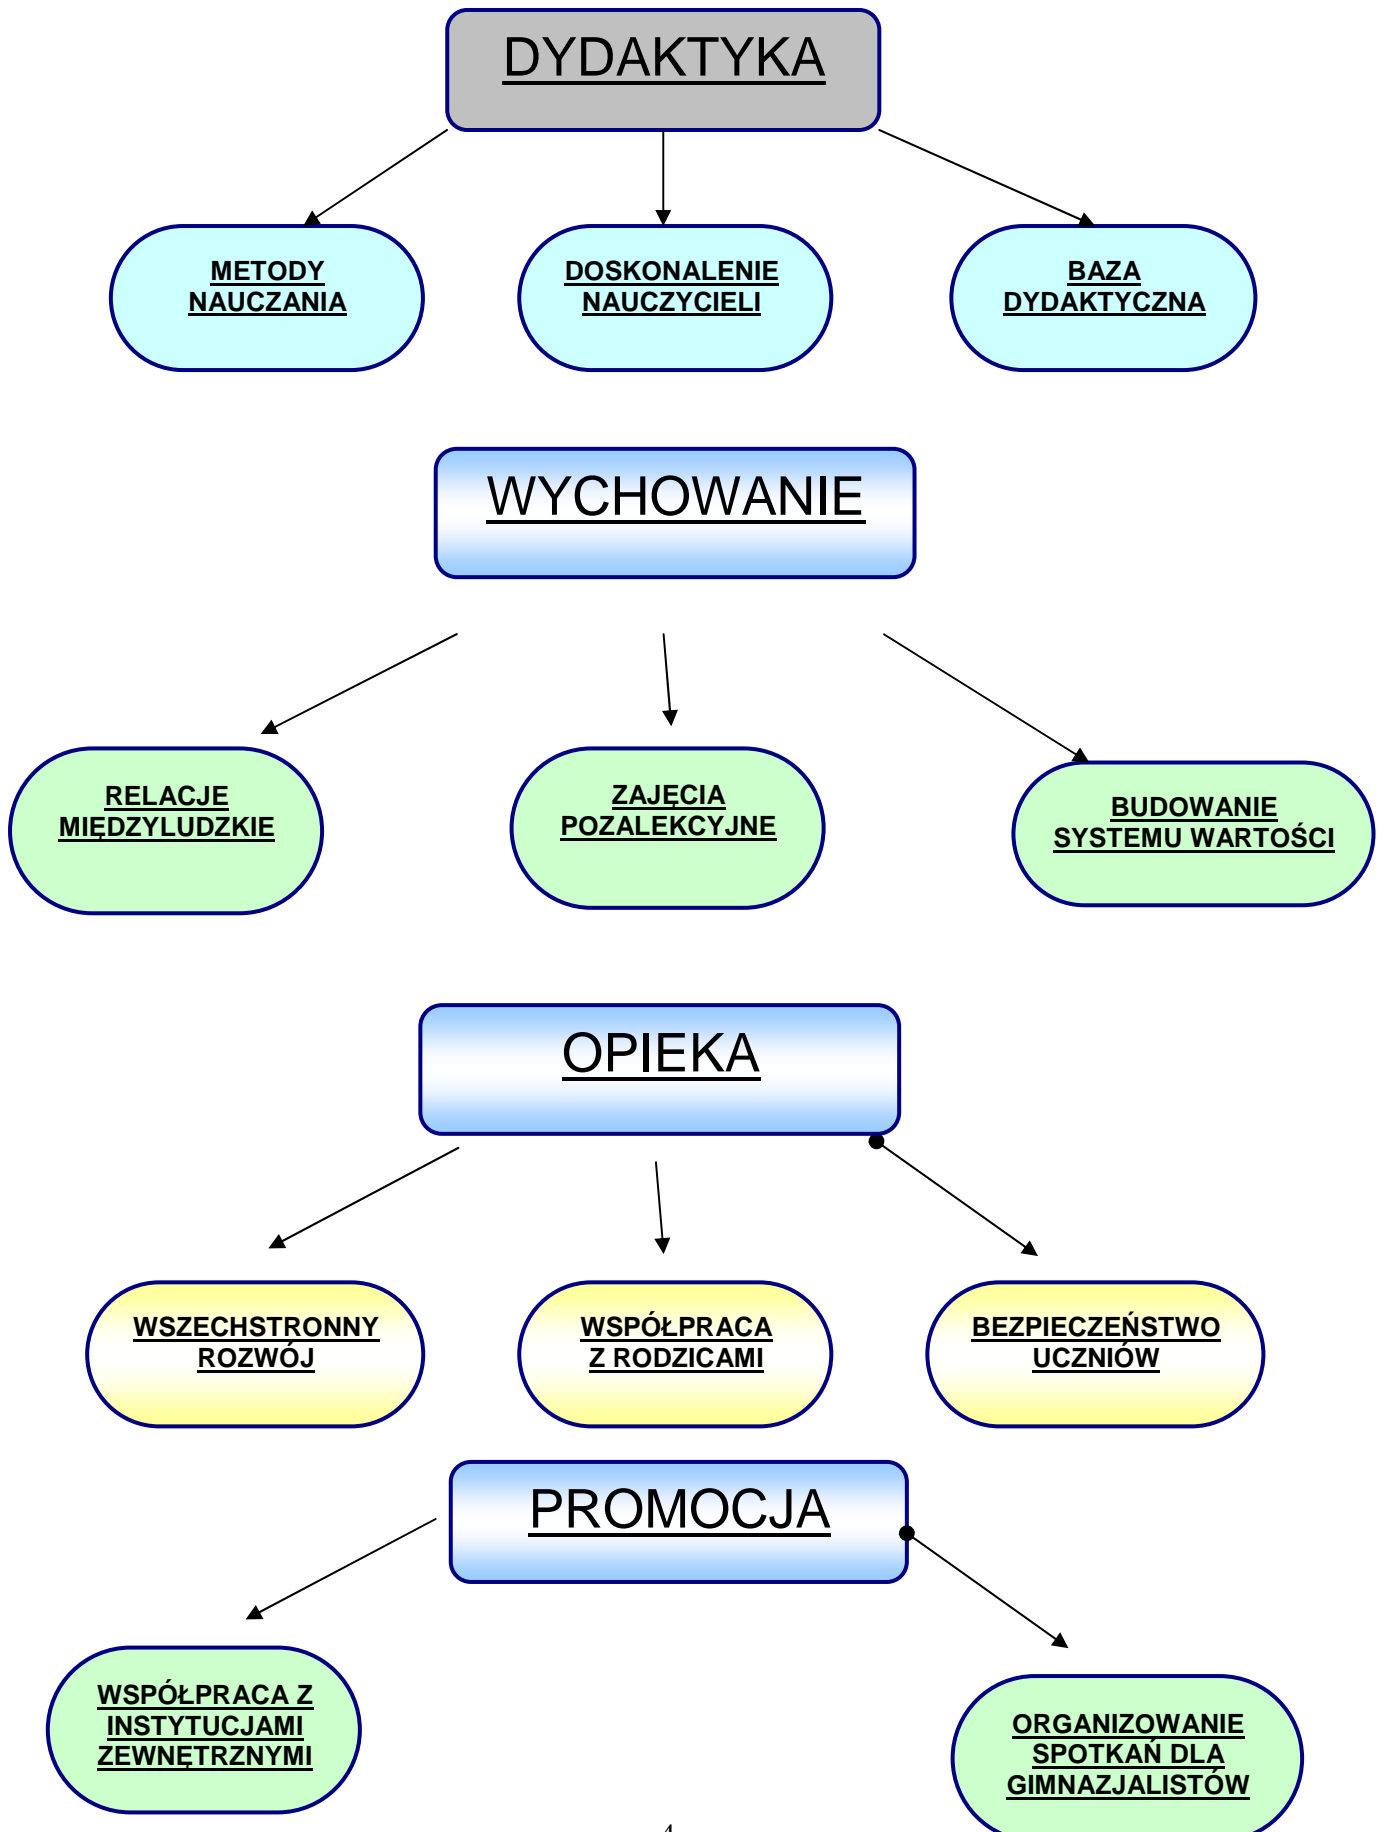 DYDAKTYKA
METODY
NAUCZANIA
DOSKONALENIE
NAUCZYCIELI
BAZA
DYDAKTYCZNA
WYCHOWANIE
RELACJE
MIĘDZYLUDZKIE
ZAJĘCIA
POZALEKCYJNE
BUDOWANIE
SYSTEMU WARTOŚCI
OPIEKA
WSZECHSTRONNY
ROZWÓJ
WSPÓŁPRACA
Z RODZICAMI
BEZPIECZEŃSTWO
UCZNIÓW
PROMOCJA
WSPÓŁPRACA Z
INSTYTUCJAMI
ZEWNĘTRZNYMI
ORGANIZOWANIE
SPOTKAŃ DLA
GIMNAZJALISTÓW
4